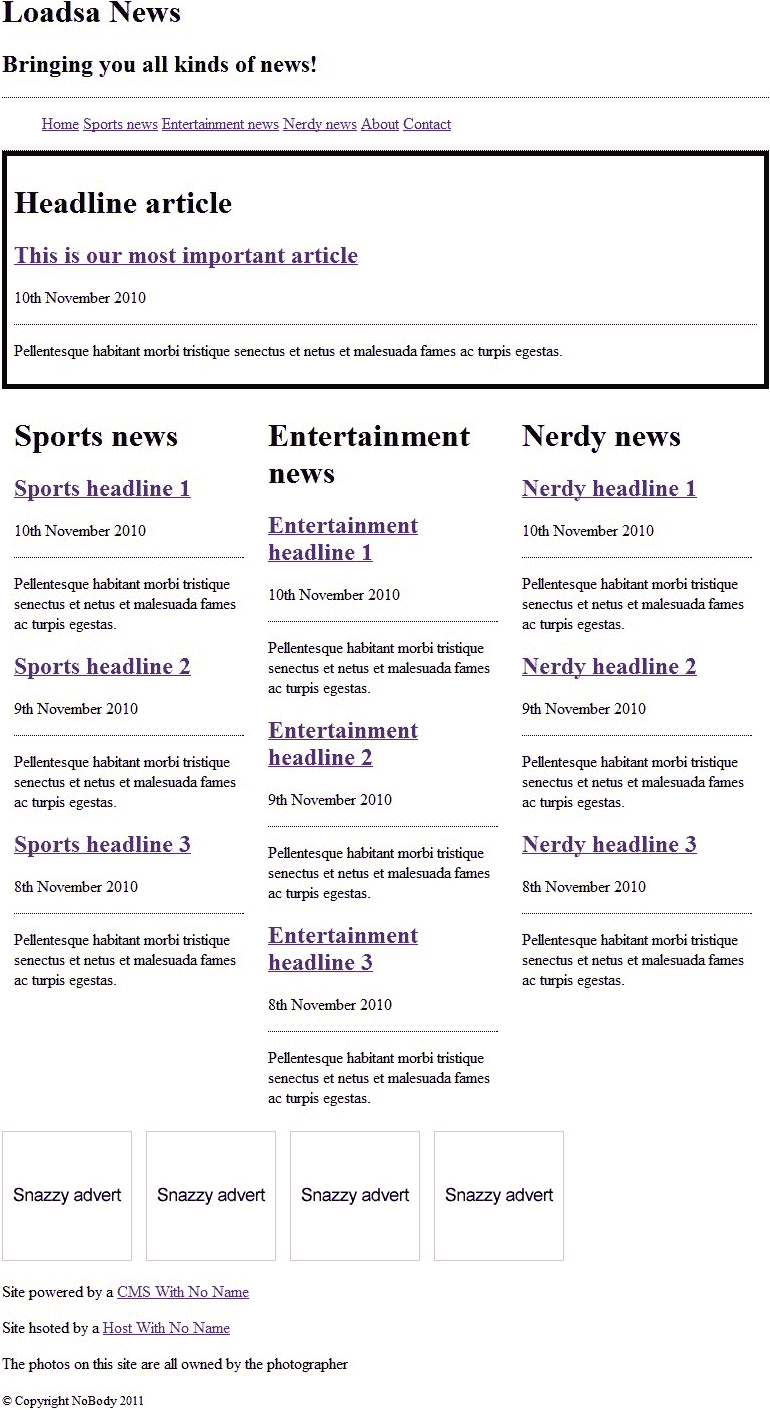 Loadsa News
Bringing you all kinds of news!
Home Sports news Entertainment news Nerdy news About Contact
Headline article
This is our most important article
10th November 2010
Pellentesque habitant morbi tristique senectus et netus et malesuada fames ac turpis egestas.
Sports news
Sports headline 1
10th November 2010
Pellentesque habitant morbi tristique
senectus et netus et malesuada fames
ac turpis egestas.
Sports headline 2
9th November 2010
Pellentesque habitant morbi tristique
senectus et netus et malesuada fames
ac turpis egestas.
Sports headline 3
8th November 2010
Pellentesque habitant morbi tristique
senectus et netus et malesuada fames
ac turpis egestas.
Entertainment
news
Entertainment
headline 1
10th November 2010
Pellentesque habitant morbi tristique
senectus et netus et malesuada fames
ac turpis egestas.
Entertainment
headline 2
9th November 2010
Pellentesque habitant morbi tristique
senectus et netus et malesuada fames
ac turpis egestas.
Entertainment
headline 3
8th November 2010
Pellentesque habitant morbi tristique
senectus et netus et malesuada fames
ac turpis egestas.
Nerdy news
Nerdy headline 1
10th November 2010
Pellentesque habitant morbi tristique
senectus et netus et malesuada fames
ac turpis egestas.
Nerdy headline 2
9th November 2010
Pellentesque habitant morbi tristique
senectus et netus et malesuada fames
ac turpis egestas.
Nerdy headline 3
8th November 2010
Pellentesque habitant morbi tristique
senectus et netus et malesuada fames
ac turpis egestas.
Snazzy advert
Snazzy advert
Snazzy advert
Snazzy advert
Site powered by a CMS With No Name
Site hsoted by a Host With No Name
The photos on this site are all owned by the photographer
© Copyright NoBody 2011